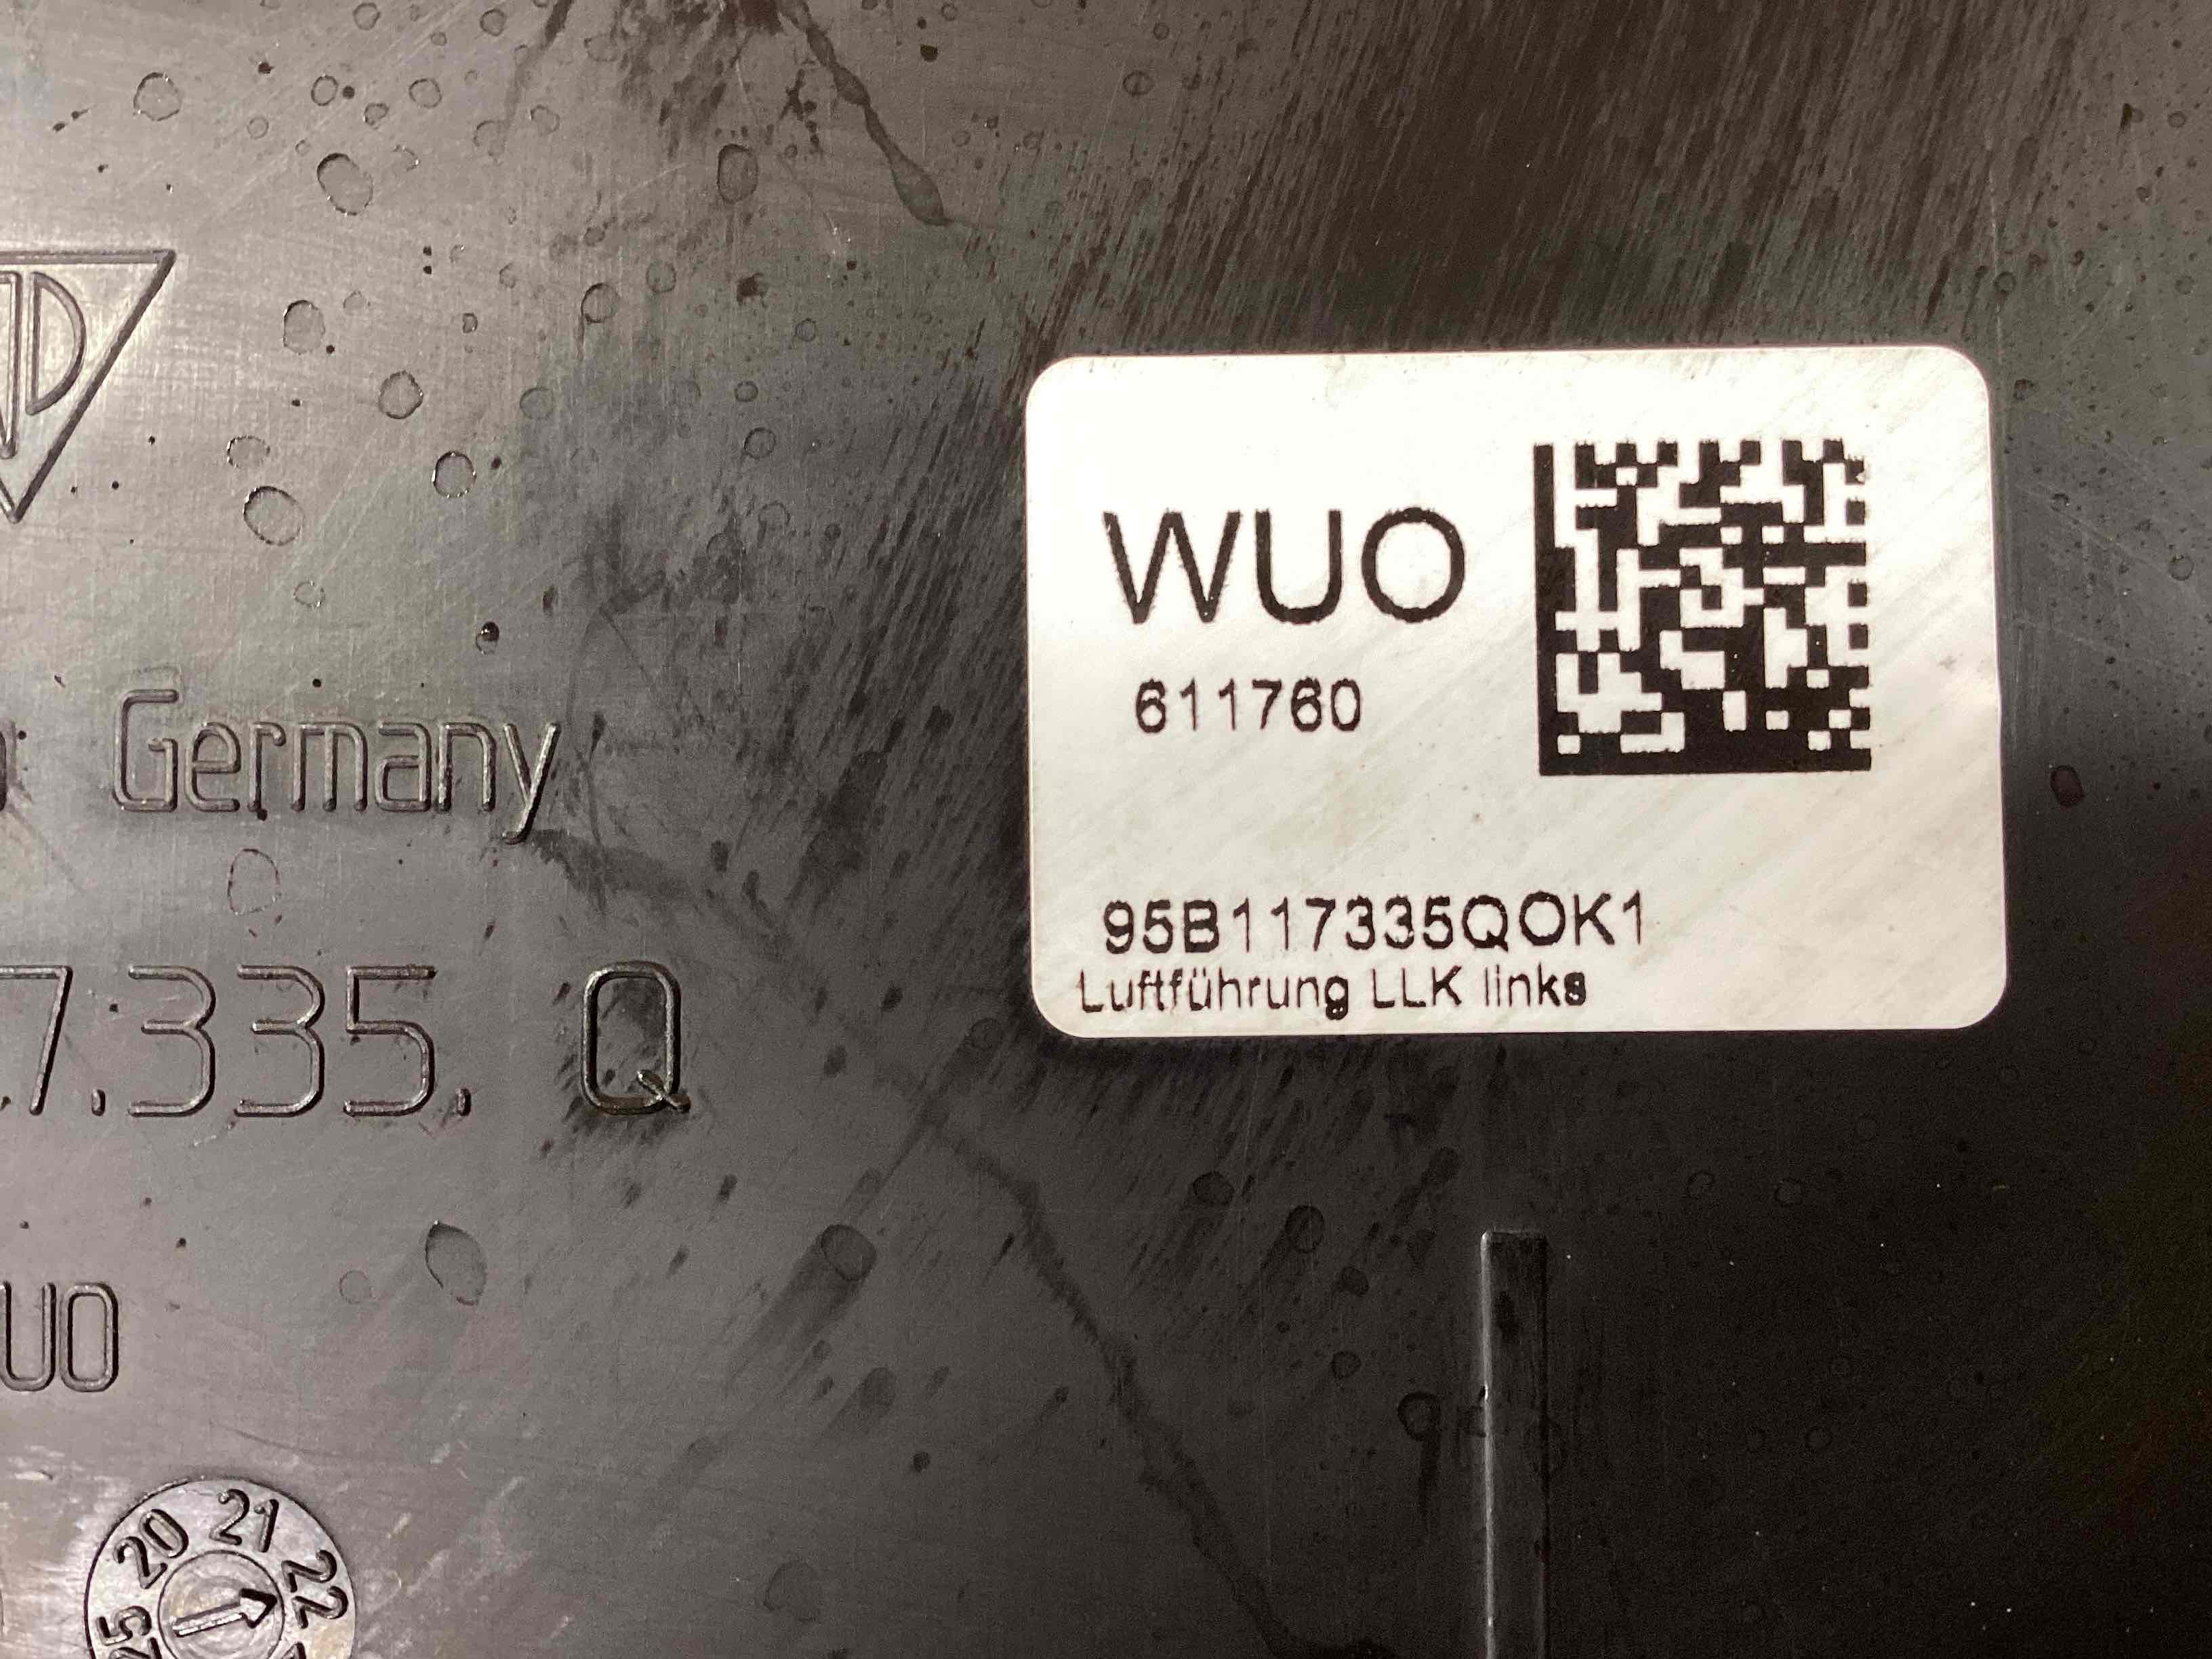 WUO
611760
95B117335QOK1
Luftführung LLK links
Germany
7.335. Q
UO
20 21 22
25